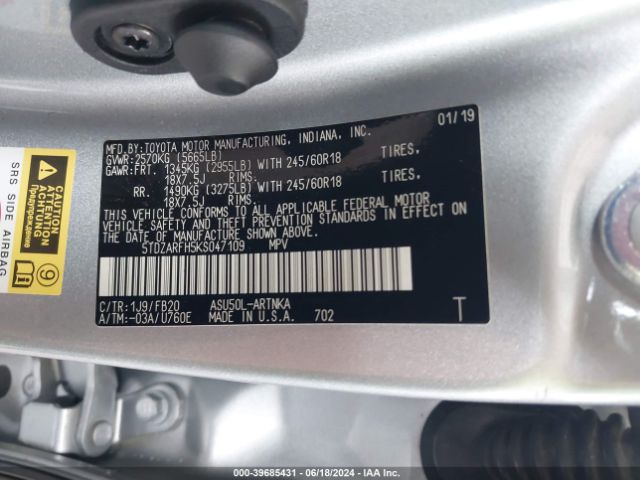 MFD.BY:TOYOTA MOTOR MANUFACTURING, INDIANA, INC. 01/19
GVWR:2570KG (5665LB)
GAWR:FRT. 1345KG (2955LB) WITH 245/60R18 TIRES,
18X7.5J RIMS:
RR. 1490KG (3275LB) WITH 245/60R18 TIRES,
18X7.5J RIMS.
THIS VEHICLE CONFORMS TO ALL APPLICABLE FEDERAL MOTOR
VEHICLE SAFETY AND THEFT PREVENTION STANDARDS IN EFFECT
ON THE DATE OF MANUFACTURE SHOWN ABOVE.
5TDZARFH5KS047109 MPV
C/TR:1J9/FB20 ASU50L-ARTNKA
A/TM:-03A/U760E MADE IN U.S.A. 702 T
SRS SIDE AIRBAG
ATTENTION
ACHTUNG
ATTENTION
Предупрежден
9
000-39685431 - 06/18/2024 - IAA Inc.